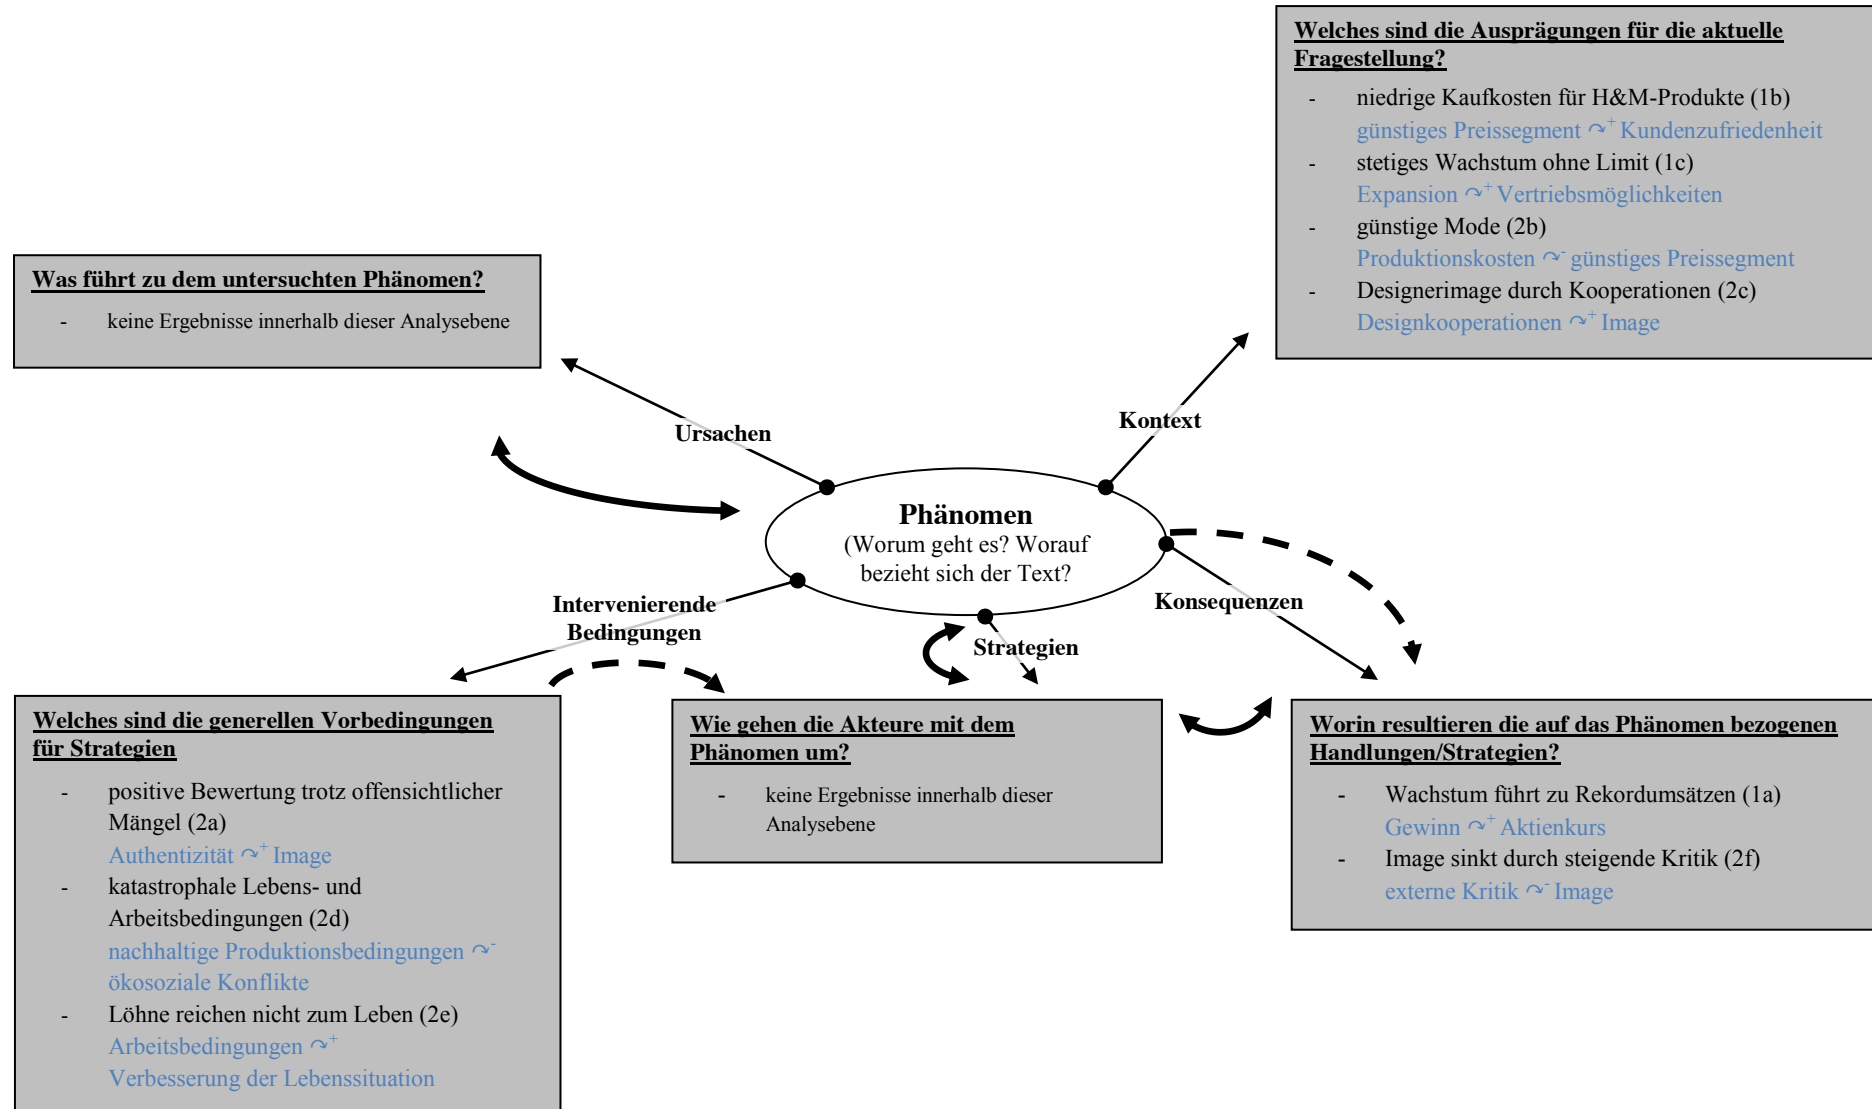 Welches sind die Ausprägungen für die aktuelle
Fragestellung?
- niedrige Kaufkosten für H&M-Produkte (1b)
günstiges Preissegment ↷+ Kundenzufriedenheit
- stetiges Wachstum ohne Limit (1c)
Expansion ↷+ Vertriebsmöglichkeiten
- günstige Mode (2b)
Produktionskosten ↷- günstiges Preissegment
- Designerimage durch Kooperationen (2c)
Designkooperationen ↷+ Image
Was führt zu dem untersuchten Phänomen?
- keine Ergebnisse innerhalb dieser Analysebene
Ursachen
Kontext
Phänomen
(Worum geht es? Worauf
bezieht sich der Text?
Intervenierende
Bedingungen
Strategien
Konsequenzen
Welches sind die generellen Vorbedingungen
für Strategien
- positive Bewertung trotz offensichtlicher
Mängel (2a)
Authentizität ↷+ Image
- katastrophale Lebens- und
Arbeitsbedingungen (2d)
nachhaltige Produktionsbedingungen ↷-
ökosoziale Konflikte
- Löhne reichen nicht zum Leben (2e)
Arbeitsbedingungen ↷+
Verbesserung der Lebenssituation
Wie gehen die Akteure mit dem
Phänomen um?
- keine Ergebnisse innerhalb dieser
Analysebene
Worin resultieren die auf das Phänomen bezogenen
Handlungen/Strategien?
- Wachstum führt zu Rekordumsätzen (1a)
Gewinn ↷+ Aktienkurs
- Image sinkt durch steigende Kritik (2f)
externe Kritik ↷- Image